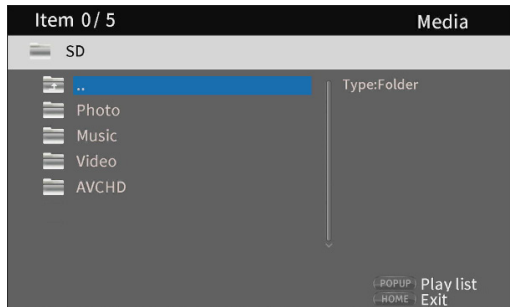 Item 0/5
Media
SD
..
Type:Folder
Photo
Music
Video
AVCHD
POPUP Play list
HOME Exit